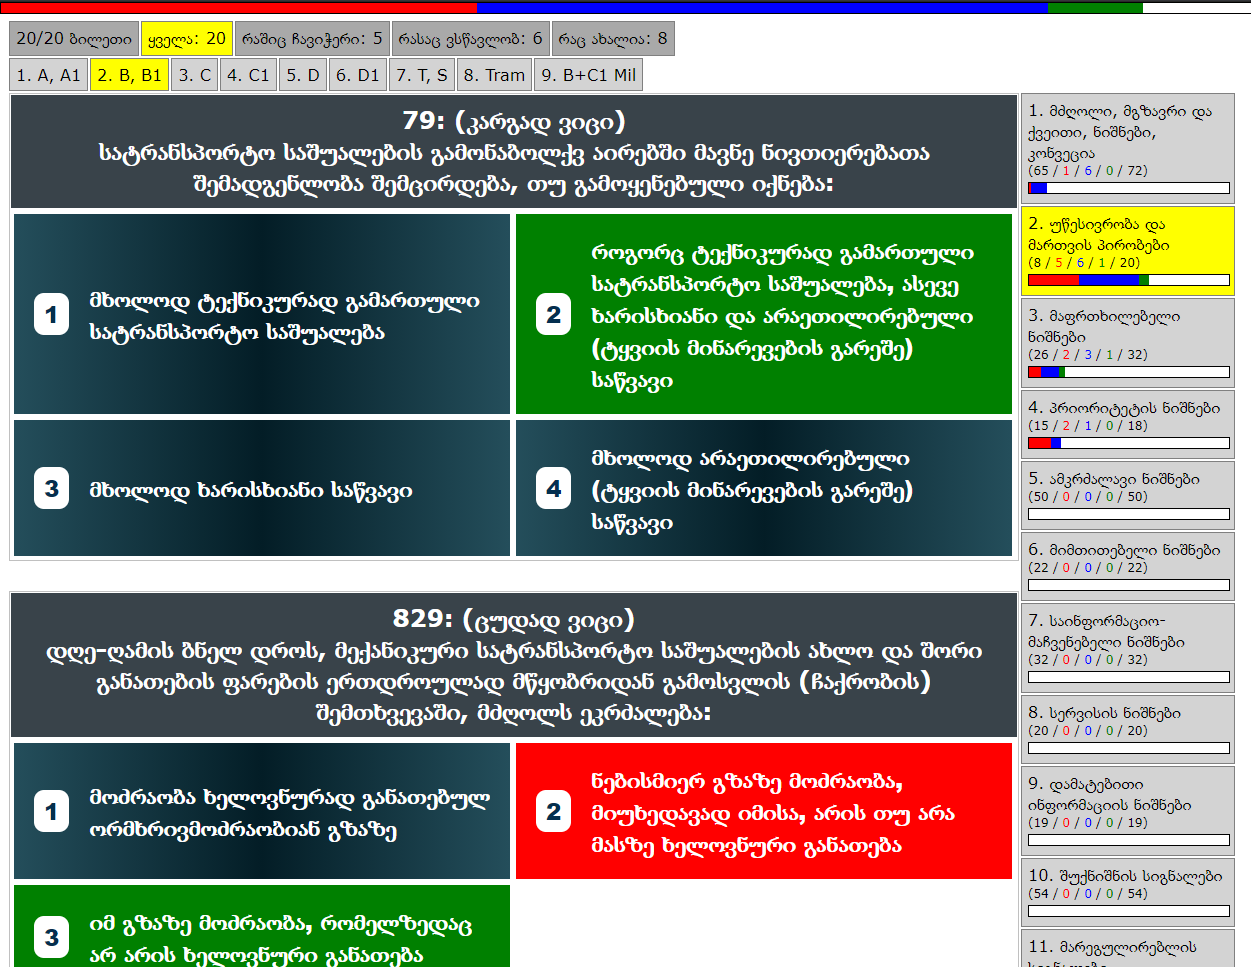 20/20 ბილეთი
ყველა: 20
რაშიც ჩავიჭერი: 5
რასაც ვსწავლობ: 6
რაც ახალია: 8
1. A, A1
2. B, B1
3. C
4. C1
5. D
6. D1
7. T, S
8. Tram
9. B+C1 Mil
79: (კარგად ვიცი)
სატრანსპორტო საშუალების გამონაბოლქვ აირებში მავნე ნივთიერებათა
შემადგენლობა შემცირდება, თუ გამოყენებული იქნება:
1
მხოლოდ ტექნიკურად გამართული
სატრანსპორტო საშუალება
2
როგორც ტექნიკურად გამართული
სატრანსპორტო საშუალება, ასევე
ხარისხიანი და არაეთილირებული
(ტყვიის მინარევების გარეშე)
საწვავი
3
მხოლოდ ხარისხიანი საწვავი
4
მხოლოდ არაეთილირებული
(ტყვიის მინარევების გარეშე)
საწვავი
829: (ცუდად ვიცი)
დღე-ღამის ბნელ დროს, მექანიკური სატრანსპორტო საშუალების ახლო და შორი
განათების ფარების ერთდროულად მწყობრიდან გამოსვლის (ჩაქრობის)
შემთხვევაში, მძღოლს ეკრძალება:
1
მოძრაობა ხელოვნურად განათებულ
ორმხრივმოძრაობიან გზაზე
2
ნებისმიერ გზაზე მოძრაობა,
მიუხედავად იმისა, არის თუ არა
მასზე ხელოვნური განათება
3
იმ გზაზე მოძრაობა, რომელზედაც
არ არის ხელოვნური განათება
1. მძღოლი, მგზავრი და
ქვეითი, ნიშნები,
კონვეცია
(65 / 1 / 6 / 0 / 72)
2. უწესივრობა და
მართვის პირობები
(8 / 5 / 6 / 1 / 20)
3. მაფრთხილებელი
ნიშნები
(26 / 2 / 3 / 1 / 32)
4. პრიორიტეტის ნიშნები
(15 / 2 / 1 / 0 / 18)
5. ამკრძალავი ნიშნები
(50 / 0 / 0 / 0 / 50)
6. მიმთითებელი ნიშნები
(22 / 0 / 0 / 0 / 22)
7. საინფორმაციო-
მაჩვენებელი ნიშნები
(32 / 0 / 0 / 0 / 32)
8. სერვისის ნიშნები
(20 / 0 / 0 / 0 / 20)
9. დამატებითი
ინფორმაციის ნიშნები
(19 / 0 / 0 / 0 / 19)
10. შუქნიშნის სიგნალები
(54 / 0 / 0 / 0 / 54)
11. მარეგულირებლის